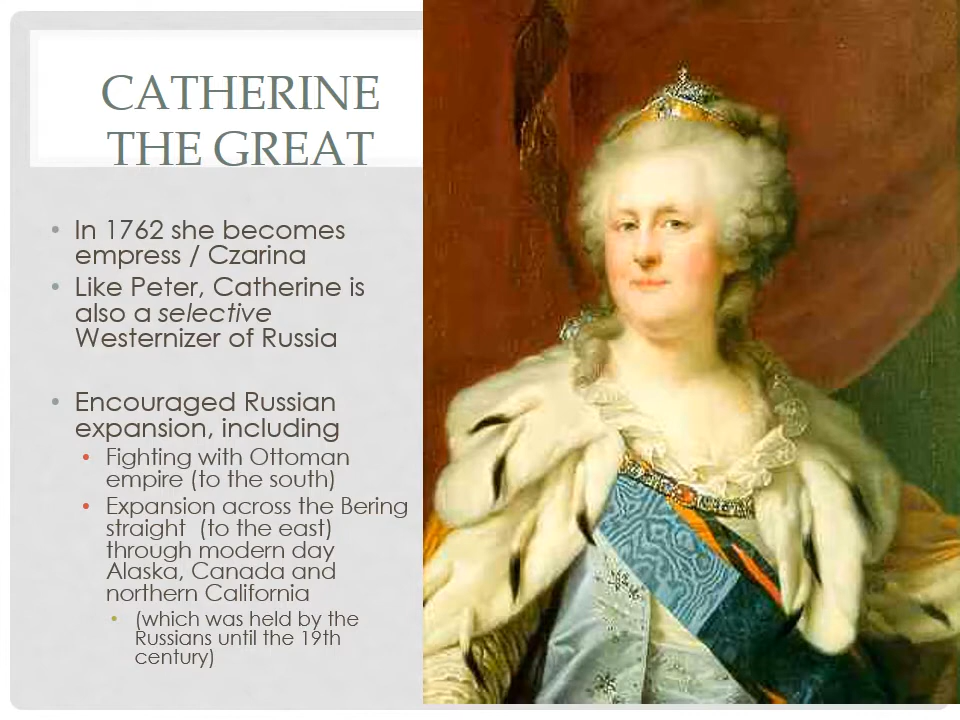 CATHERINE
THE GREAT
• In 1762 she becomes
empress / Czarina
• Like Peter, Catherine is
also a selective
Westernizer of Russia
• Encouraged Russian
expansion, including
• Fighting with Ottoman
empire (to the south)
• Expansion across the Bering
straight (to the east)
through modern day
Alaska, Canada and
northern California
• (which was held by the
Russians until the 19th
century)